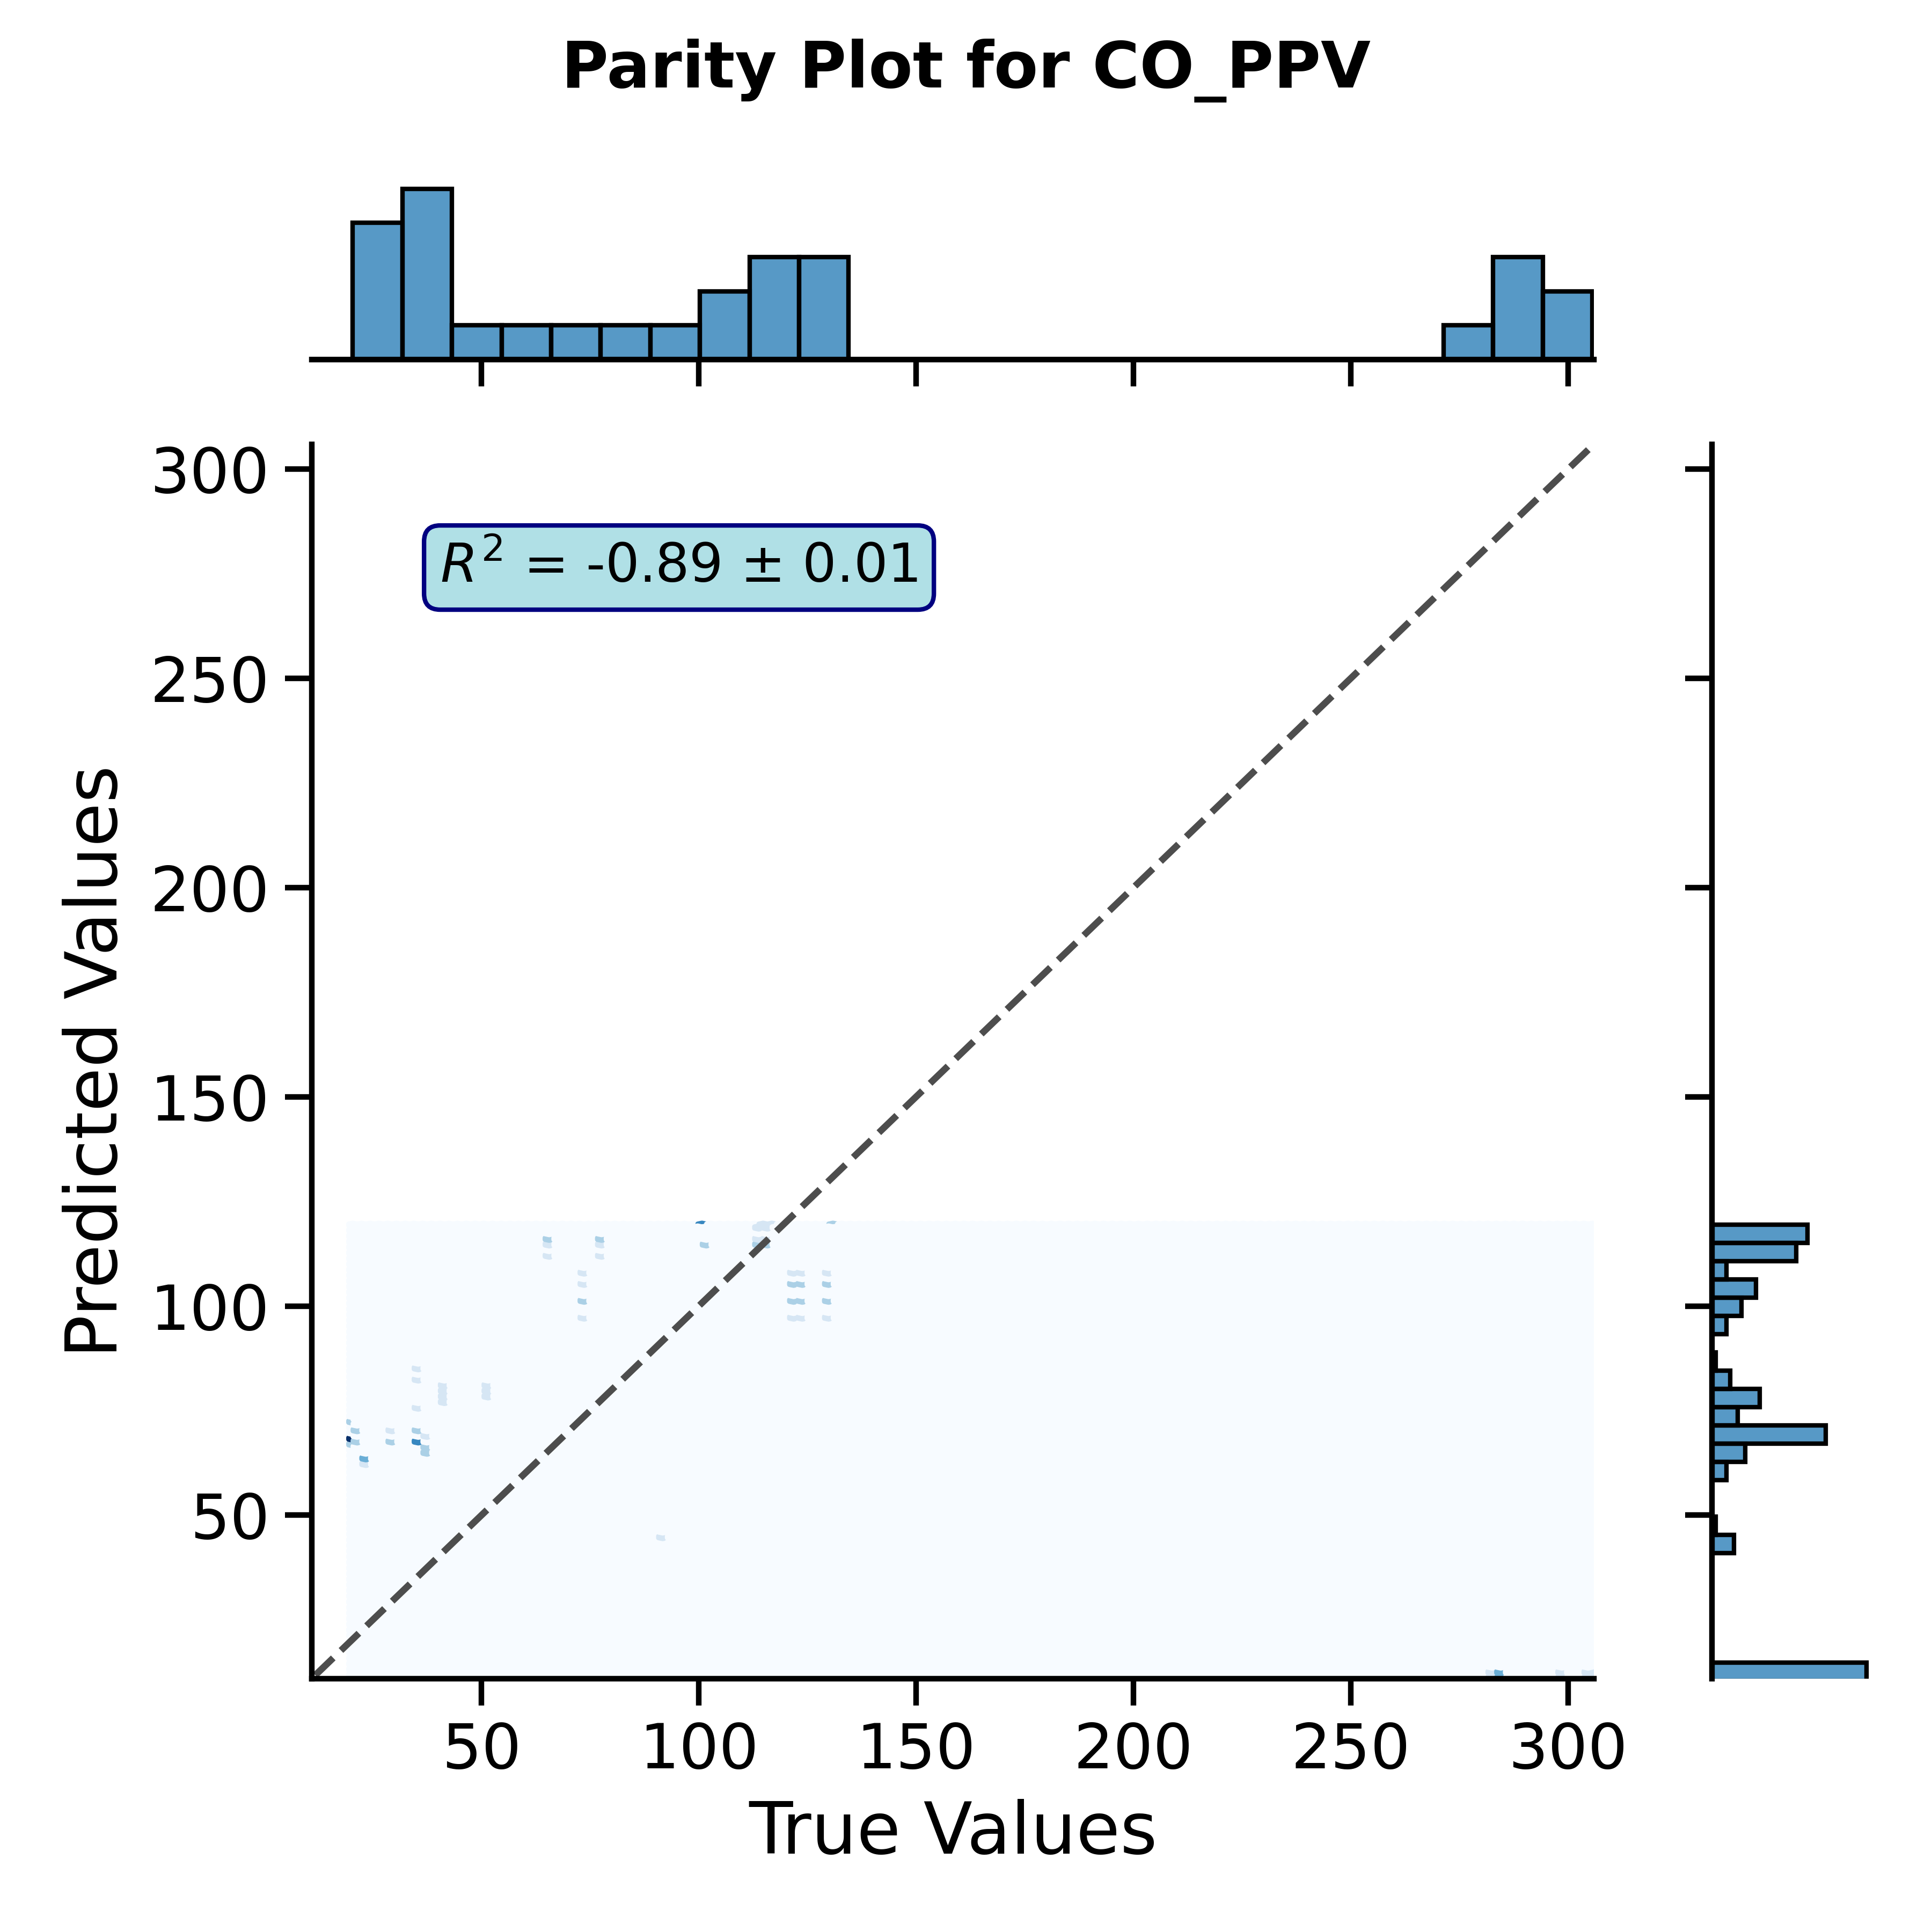 Parity Plot for CO_PPV
300
R² = -0.89 ± 0.01
250
200
150
100
50
Predicted Values
50 100 150 200 250 300
True Values